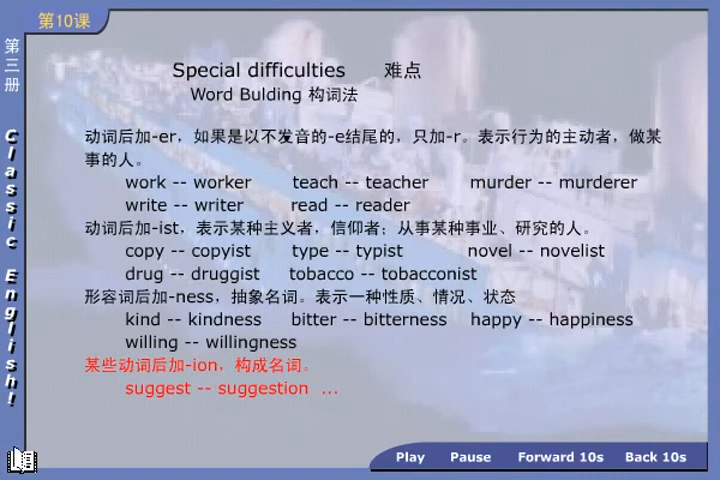 第10课
第三册
Classic English!
Special difficulties 难点
Word Bulding 构词法
动词后加-er，如果是以不发音的-e结尾的，只加-r。表示行为的主动者，做某
事的人。
work -- worker teach -- teacher murder -- murderer
write -- writer read -- reader
动词后加-ist，表示某种主义者，信仰者；从事某种事业、研究的人。
copy -- copyist type -- typist novel -- novelist
drug -- druggist tobacco -- tobacconist
形容词后加-ness，抽象名词。表示一种性质、情况、状态
kind -- kindness bitter -- bitterness happy -- happiness
willing -- willingness
某些动词后加-ion，构成名词。
suggest -- suggestion ...
Play Pause Forward 10s Back 10s